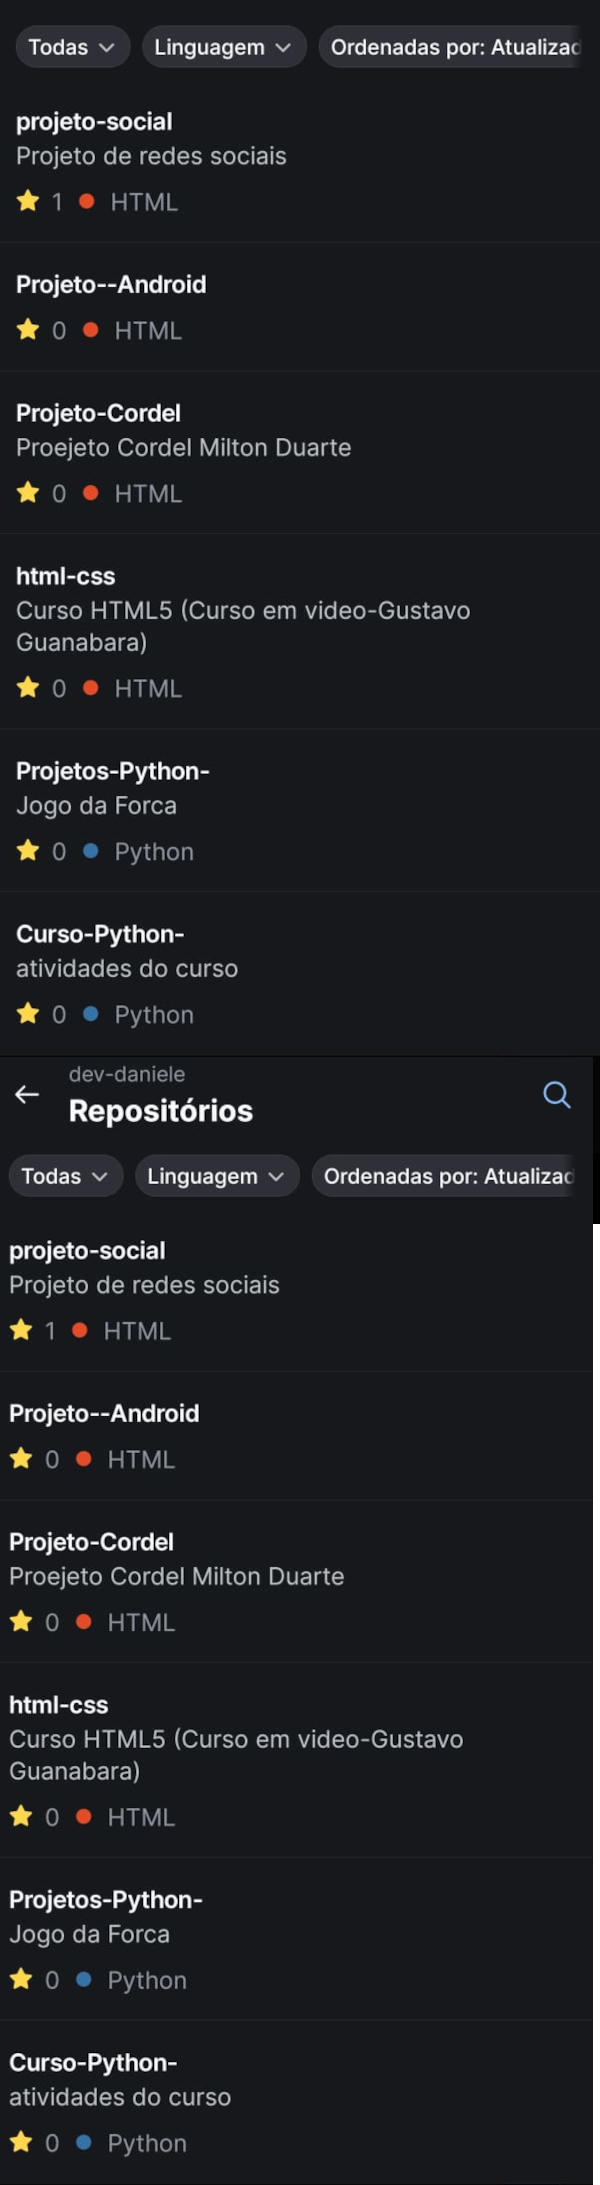 Todas Linguagem Ordenadas por: Atualizad
projeto-social
Projeto de redes sociais
1 HTML
Projeto--Android
0 HTML
Projeto-Cordel
Proejeto Cordel Milton Duarte
0 HTML
html-css
Curso HTML5 (Curso em video-Gustavo
Guanabara)
0 HTML
Projetos-Python-
Jogo da Forca
0 Python
Curso-Python-
atividades do curso
0 Python
dev-daniele
Repositórios
Todas Linguagem Ordenadas por: Atualizad
projeto-social
Projeto de redes sociais
1 HTML
Projeto--Android
0 HTML
Projeto-Cordel
Proejeto Cordel Milton Duarte
0 HTML
html-css
Curso HTML5 (Curso em video-Gustavo
Guanabara)
0 HTML
Projetos-Python-
Jogo da Forca
0 Python
Curso-Python-
atividades do curso
0 Python